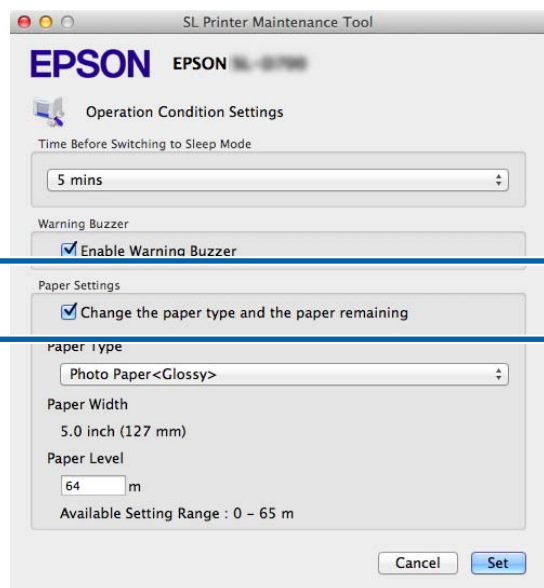 SL Printer Maintenance Tool
EPSON EPSON
Operation Condition Settings
Time Before Switching to Sleep Mode
5 mins
Warning Buzzer
Enable Warning Buzzer
Paper Settings
Change the paper type and the paper remaining
Paper Type
Photo Paper<Glossy>
Paper Width
5.0 inch (127 mm)
Paper Level
64 m
Available Setting Range : 0 – 65 m
Cancel Set